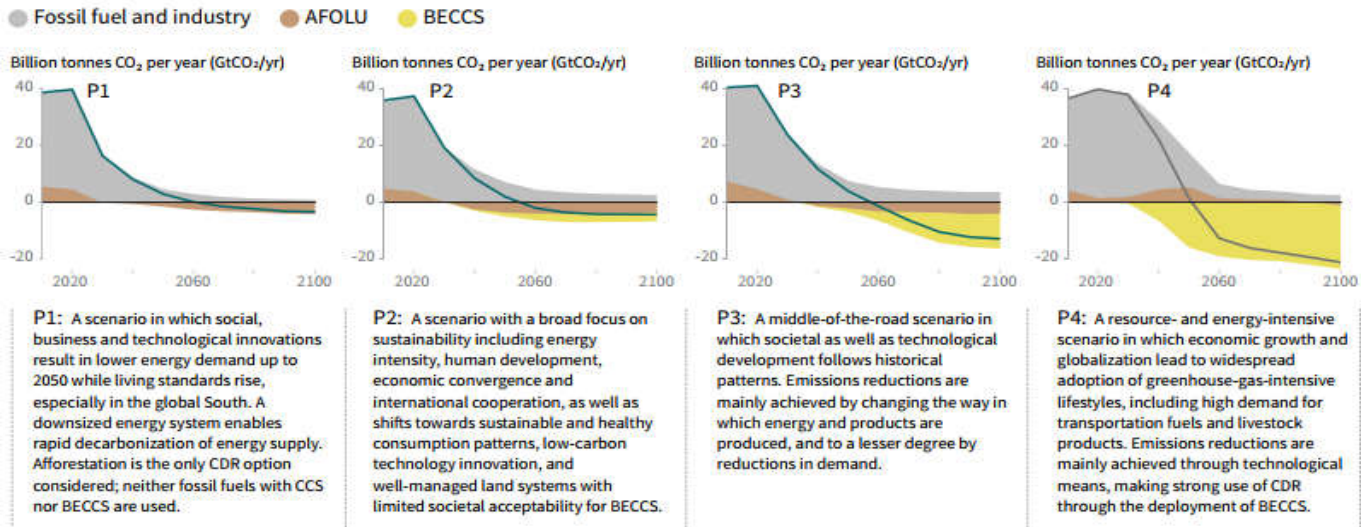 Fossil fuel and industry AFOLU BECCS
Billion tonnes CO₂ per year (GtCO₂/yr)
40
P1
20
0
-20
2020 2060 2100
Billion tonnes CO₂ per year (GtCO₂/yr)
40
P2
20
0
-20
2020 2060 2100
Billion tonnes CO₂ per year (GtCO₂/yr)
40
P3
20
0
-20
2020 2060 2100
Billion tonnes CO₂ per year (GtCO₂/yr)
40
P4
20
0
-20
2020 2060 2100
P1: A scenario in which social,
business and technological innovations
result in lower energy demand up to
2050 while living standards rise,
especially in the global South. A
downsized energy system enables
rapid decarbonization of energy supply.
Afforestation is the only CDR option
considered; neither fossil fuels with CCS
nor BECCS are used.
P2: A scenario with a broad focus on
sustainability including energy
intensity, human development,
economic convergence and
international cooperation, as well as
shifts towards sustainable and healthy
consumption patterns, low-carbon
technology innovation, and
well-managed land systems with
limited societal acceptability for BECCS.
P3: A middle-of-the-road scenario in
which societal as well as technological
development follows historical
patterns. Emissions reductions are
mainly achieved by changing the way in
which energy and products are
produced, and to a lesser degree by
reductions in demand.
P4: A resource- and energy-intensive
scenario in which economic growth and
globalization lead to widespread
adoption of greenhouse-gas-intensive
lifestyles, including high demand for
transportation fuels and livestock
products. Emissions reductions are
mainly achieved through technological
means, making strong use of CDR
through the deployment of BECCS.